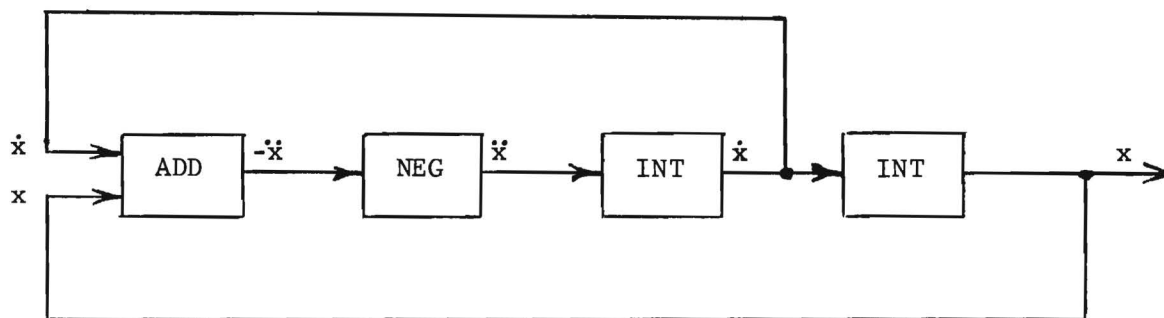 ẋ
x
ADD
-ẍ
NEG
ẍ
INT
ẋ
INT
x